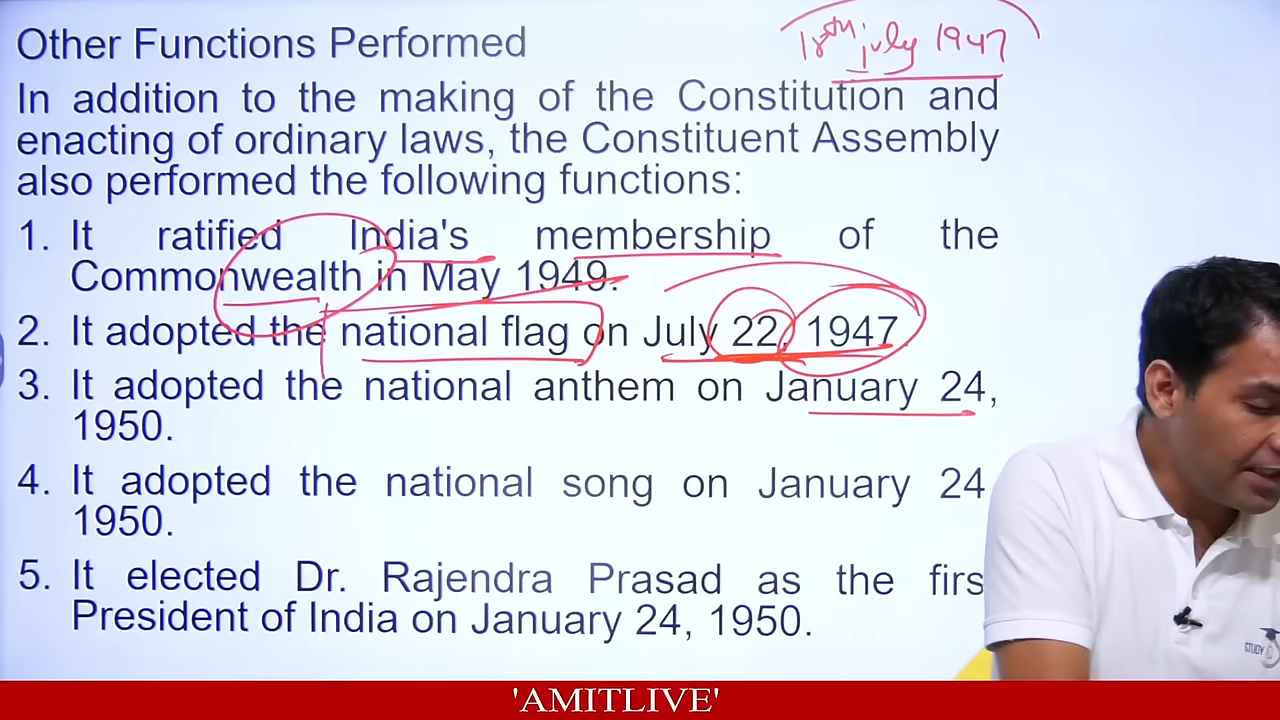 Other Functions Performed
18th july 1947
In addition to the making of the Constitution and
enacting of ordinary laws, the Constituent Assembly
also performed the following functions:
1. It ratified India's membership of the
Commonwealth in May 1949.
2. It adopted the national flag on July 22, 1947
3. It adopted the national anthem on January 24,
1950.
4. It adopted the national song on January 24
1950.
5. It elected Dr. Rajendra Prasad as the firs
President of India on January 24, 1950.
STUDY
'AMITLIVE'